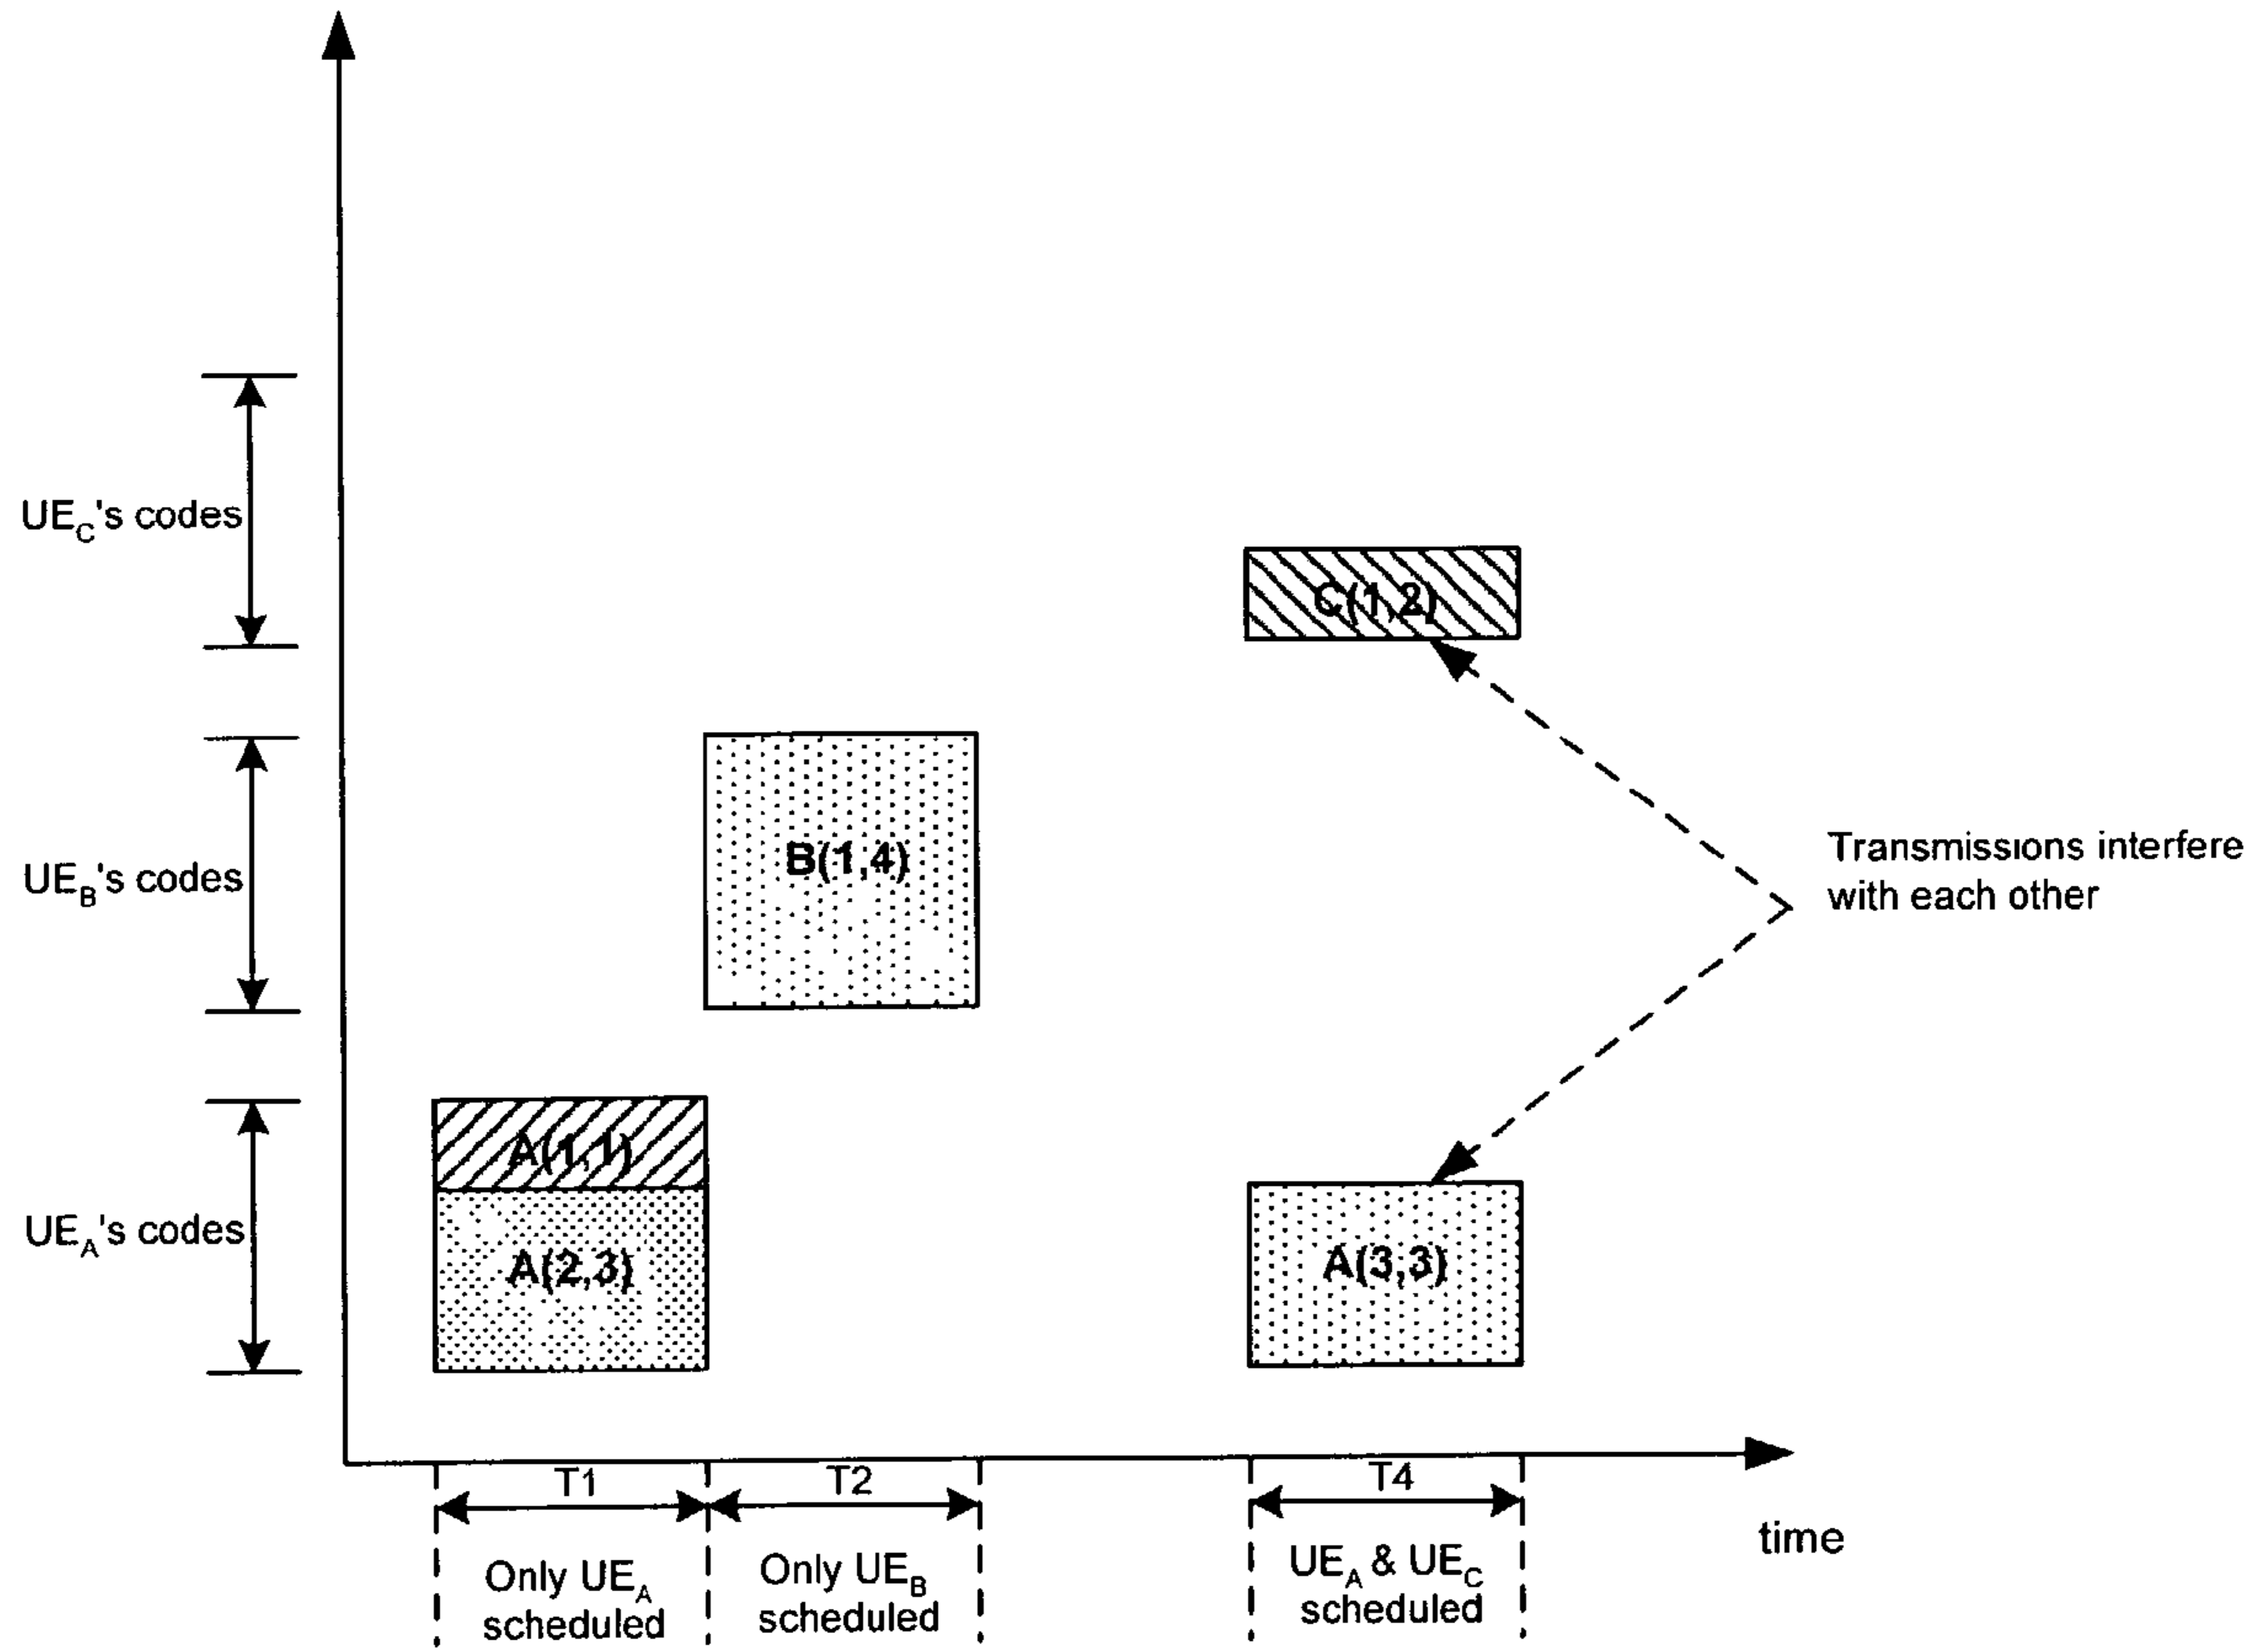 UEC's codes
C(1,2)
UEB's codes
B(1,4)
Transmissions interfere
with each other
A(1,1)
UEA's codes
A(2,3)
A(3,3)
T1
T2
T4
time
Only UEA
scheduled
Only UEB
scheduled
UEA & UEC
scheduled